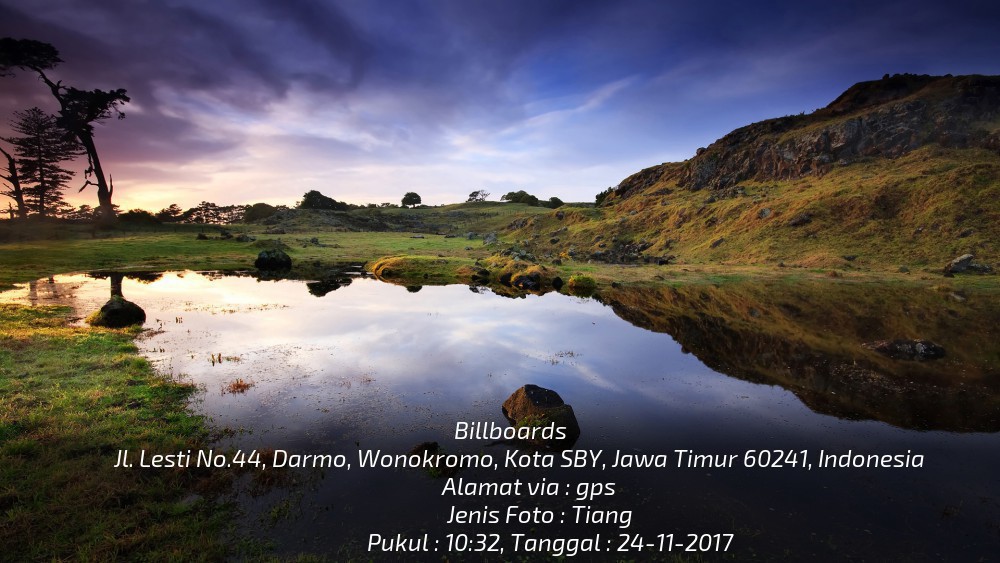 Billboards
Jl. Lesti No.44, Darmo, Wonokromo, Kota SBY, Jawa Timur 60241, Indonesia
Alamat via : gps
Jenis Foto : Tiang
Pukul : 10:32, Tanggal : 24-11-2017